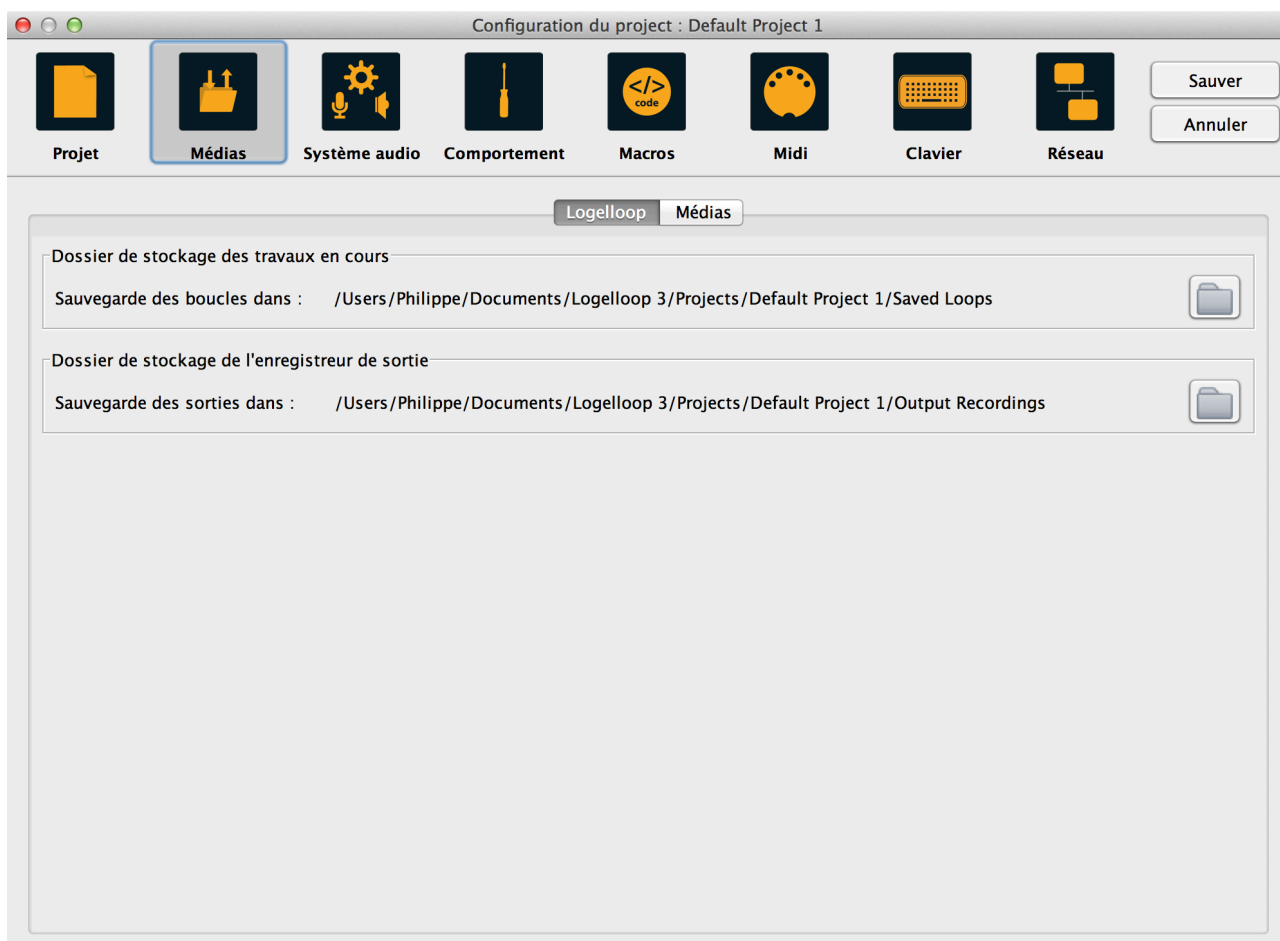 Configuration du project : Default Project 1
</>
code
Projet Médias Système audio Comportement Macros Midi Clavier Réseau
Sauver
Annuler
Logelloop Médias
Dossier de stockage des travaux en cours
Sauvegarde des boucles dans : /Users/Philippe/Documents/Logelloop 3/Projects/Default Project 1/Saved Loops
Dossier de stockage de l'enregistreur de sortie
Sauvegarde des sorties dans : /Users/Philippe/Documents/Logelloop 3/Projects/Default Project 1/Output Recordings